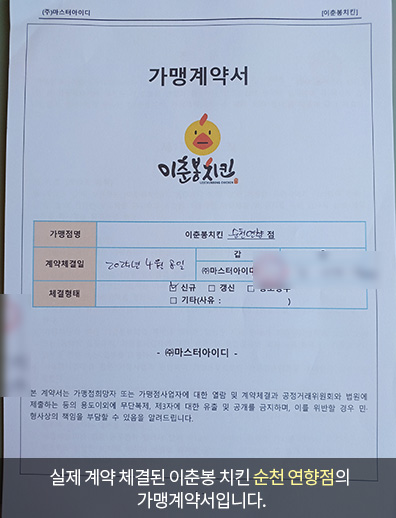 (주)마스터아이디 [이춘봉치킨]
가맹계약서
이춘봉치킨
가맹점명 이춘봉치킨 순천연향 점
계약체결일 년 4월 일 갑
㈜마스터아이디
체결형태 신규 □ 갱신 □
□ 기타(사유 : )
- ㈜마스터아이디 -
본 계약서는 가맹희망자 또는 가맹점사업자에 대한 열람 및 계약체결과 공정거래위원회와 법원에
제출하는 등의 용도이외에 무단복제, 제3자에 대한 유출 및 공개를 금지하며, 이를 위반할 경우 민·
형사상의 책임을 부담할 수 있음을 알려드립니다.
실제 계약 체결된 이춘봉 치킨 순천 연향점의
가맹계약서입니다.